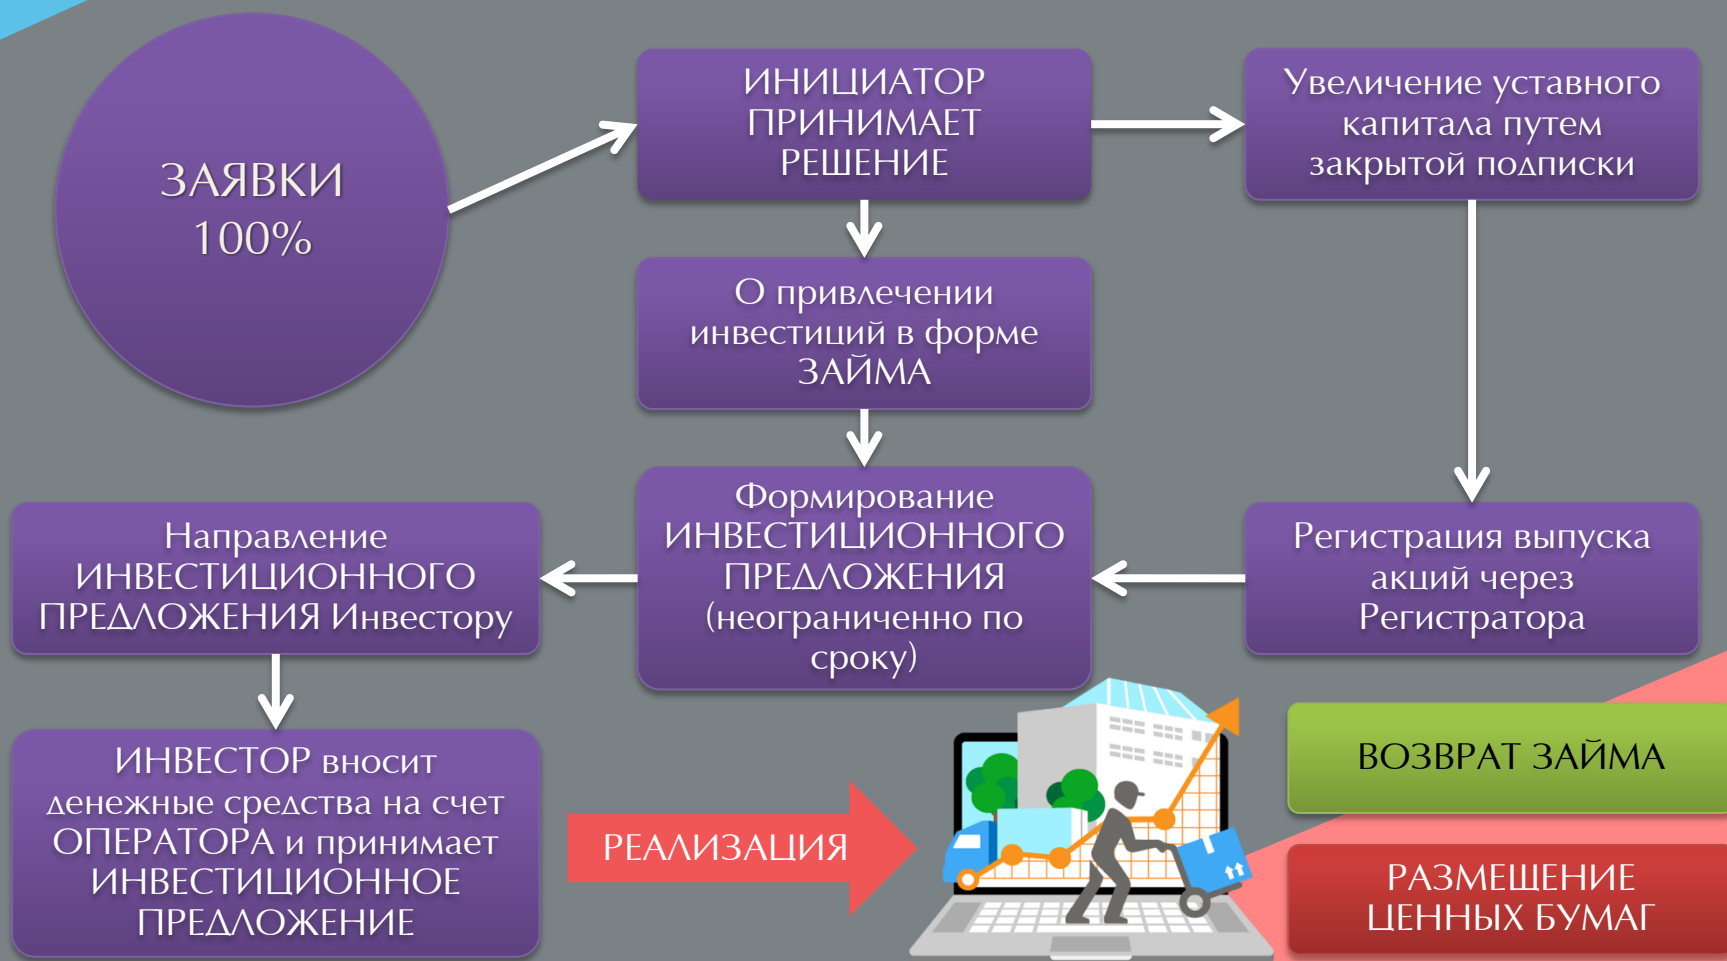 ЗАЯВКИ
100%
ИНИЦИАТОР
ПРИНИМАЕТ
РЕШЕНИЕ
Увеличение уставного
капитала путем
закрытой подписки
О привлечении
инвестиций в форме
ЗАЙМА
Направление
ИНВЕСТИЦИОННОГО
ПРЕДЛОЖЕНИЯ Инвестору
Формирование
ИНВЕСТИЦИОННОГО
ПРЕДЛОЖЕНИЯ
(неограниченно по
сроку)
Регистрация выпуска
акций через
Регистратора
ИНВЕСТОР вносит
денежные средства на счет
ОПЕРАТОРА и принимает
ИНВЕСТИЦИОННОЕ
ПРЕДЛОЖЕНИЕ
РЕАЛИЗАЦИЯ
ВОЗВРАТ ЗАЙМА
РАЗМЕЩЕНИЕ
ЦЕННЫХ БУМАГ